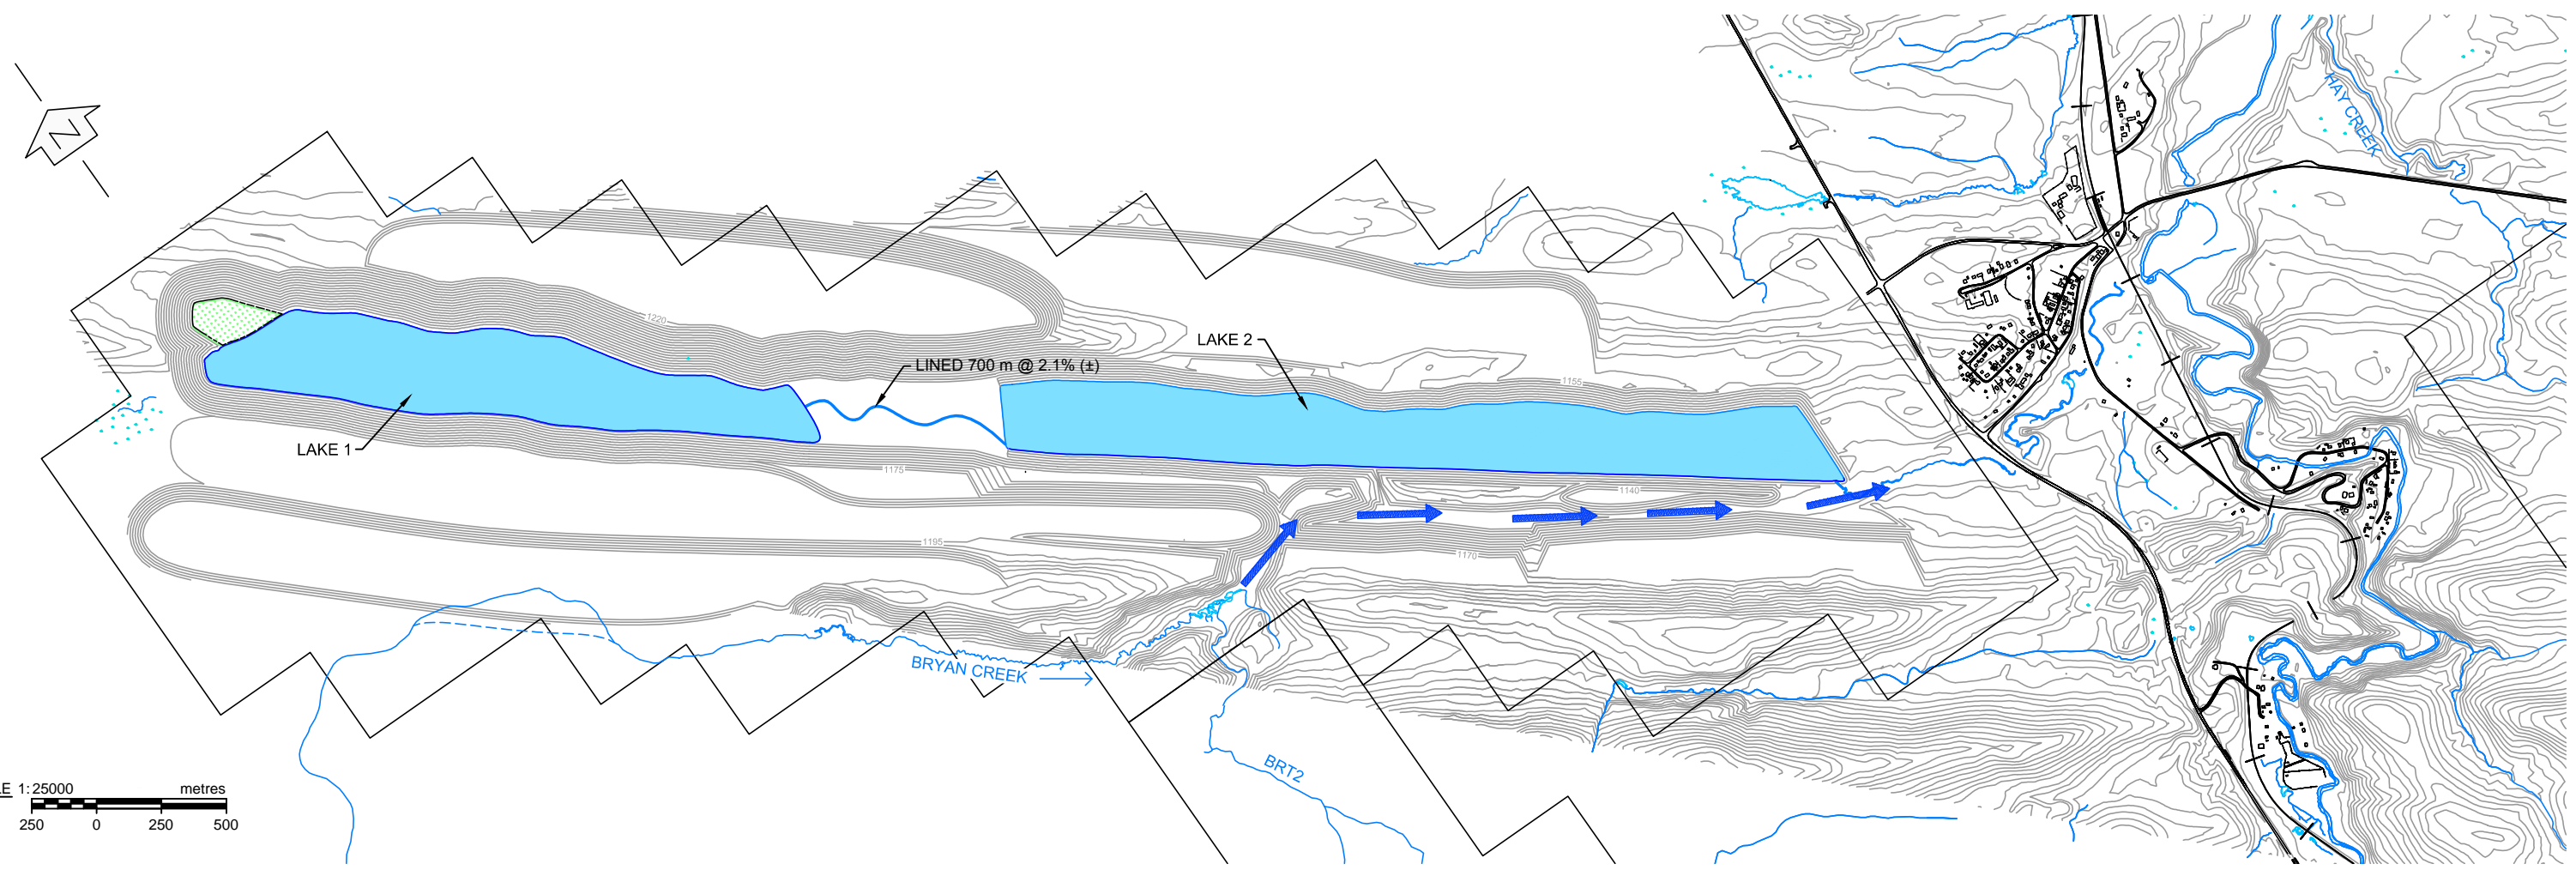 HAY CREEK
N
1220
LAKE 2
LINED 700 m @ 2.1% (±)
1155
LAKE 1
1175
1140
1195
1170
BRYAN CREEK
BRT2
LE 1:25000 metres
250 0 250 500